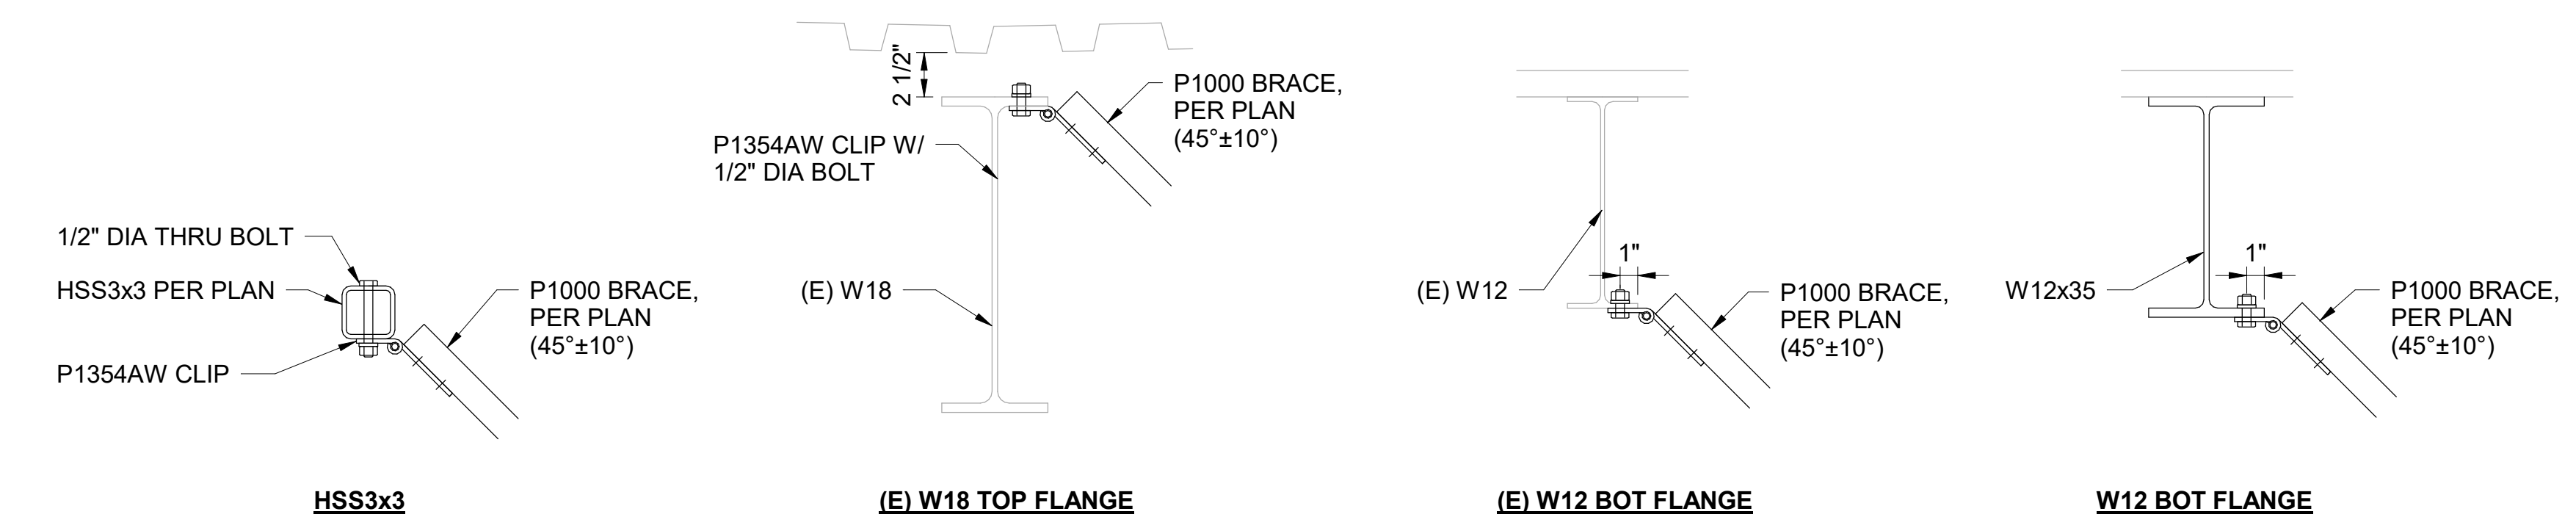 1/2" DIA THRU BOLT
HSS3x3 PER PLAN
P1354AW CLIP
P1000 BRACE,
PER PLAN
(45°±10°)
HSS3x3
2 1/2"
P1000 BRACE,
PER PLAN
(45°±10°)
P1354AW CLIP W/
1/2" DIA BOLT
(E) W18
(E) W18 TOP FLANGE
1"
(E) W12
P1000 BRACE,
PER PLAN
(45°±10°)
(E) W12 BOT FLANGE
1"
W12x35
P1000 BRACE,
PER PLAN
(45°±10°)
W12 BOT FLANGE